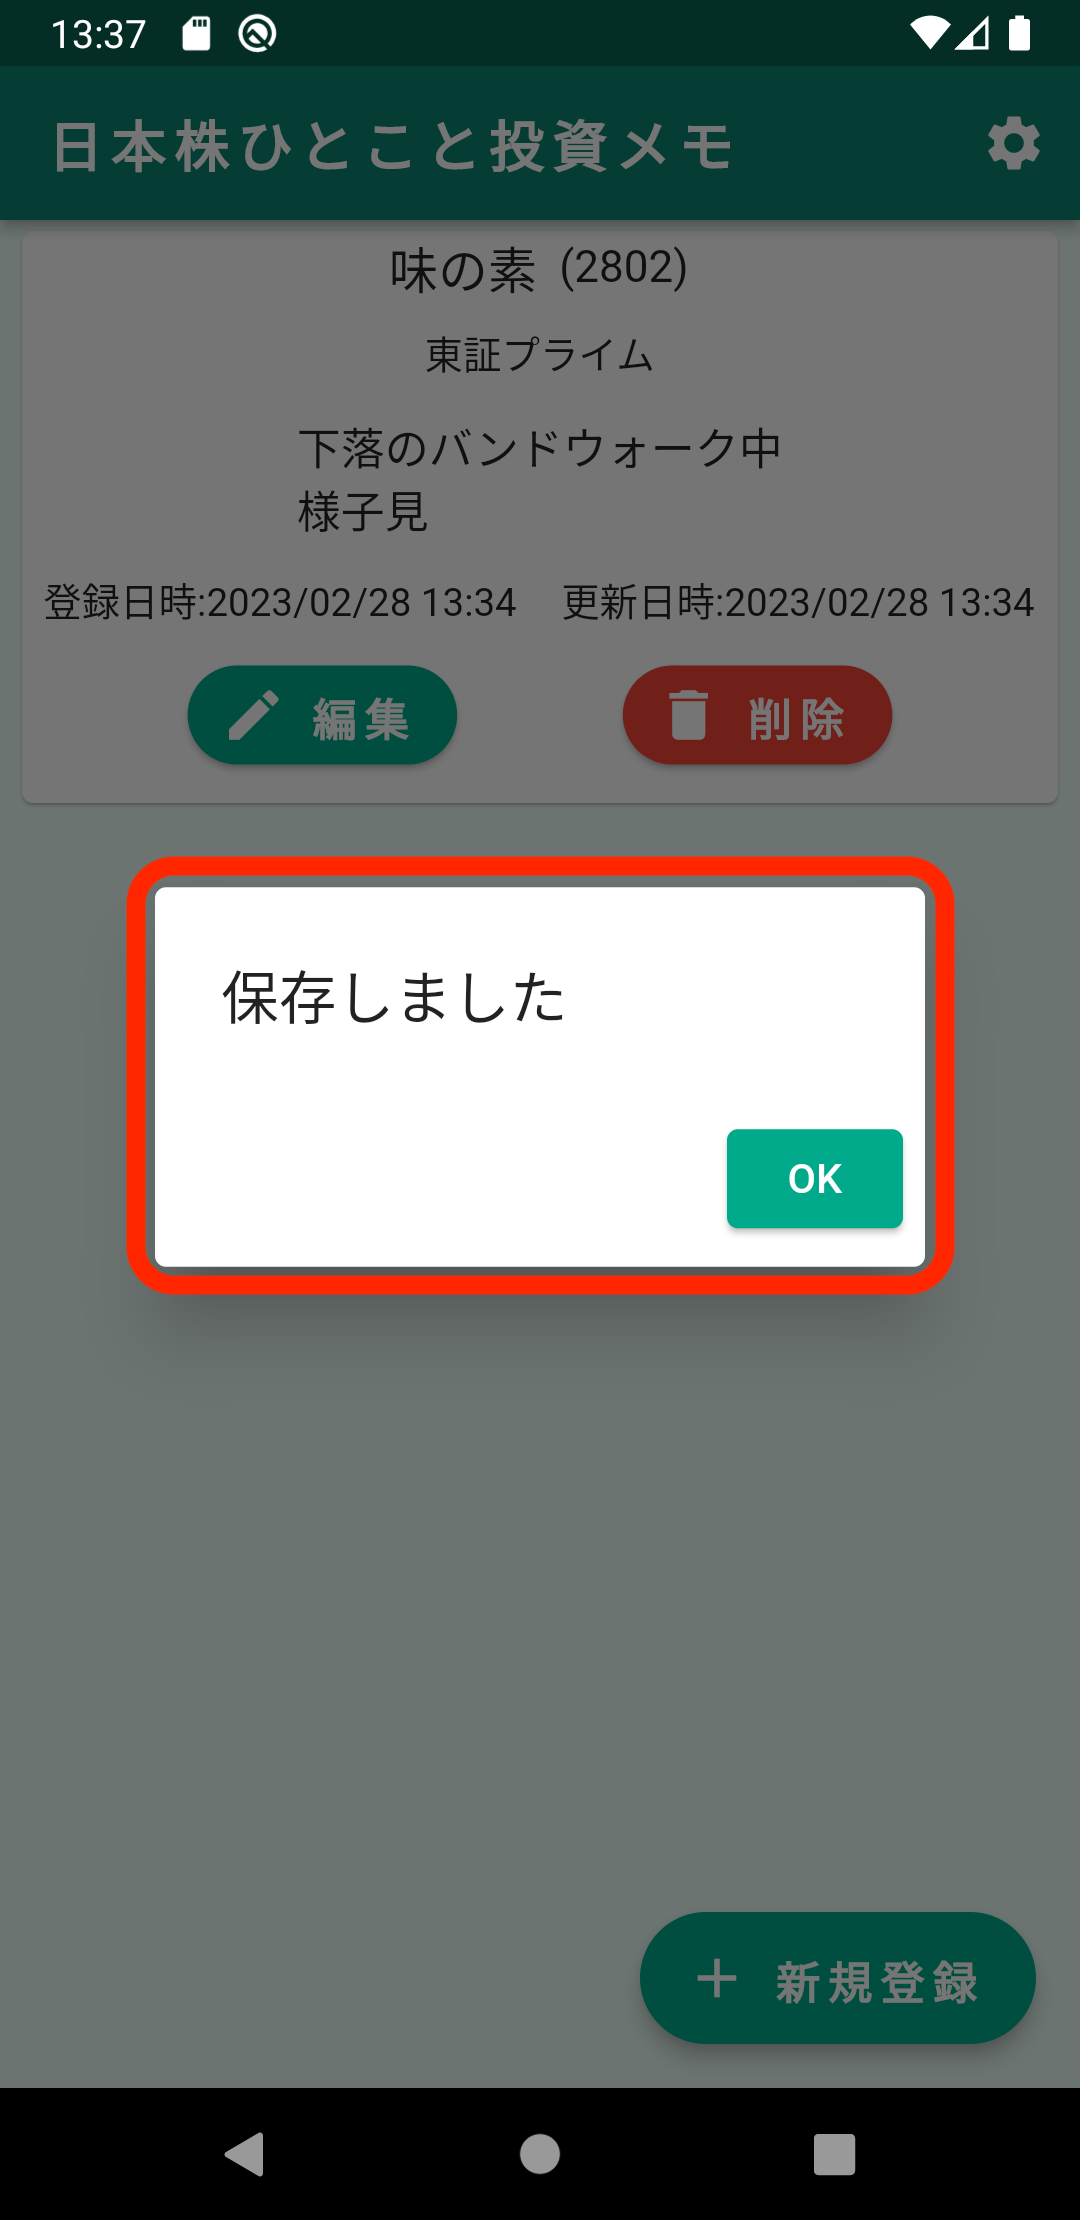 13:37
日本株ひとこと投資メモ
味の素 (2802)
東証プライム
下落のバンドウォーク中
様子見
登録日時:2023/02/28 13:34 更新日時:2023/02/28 13:34
編集 削除
保存しました
OK
新規登録